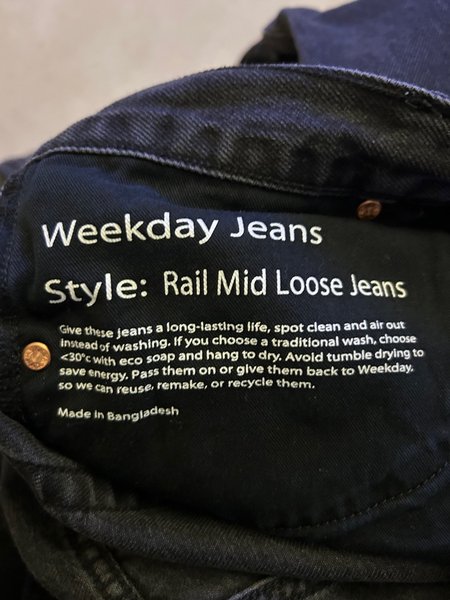 Weekday Jeans
Style: Rail Mid Loose Jeans
Give these jeans a long-lasting life, spot clean and air out
instead of washing. If you choose a traditional wash, choose
<30°c with eco soap and hang to dry. Avoid tumble drying to
save energy. Pass them on or give them back to Weekday,
so we can reuse, remake, or recycle them.
Made in Bangladesh